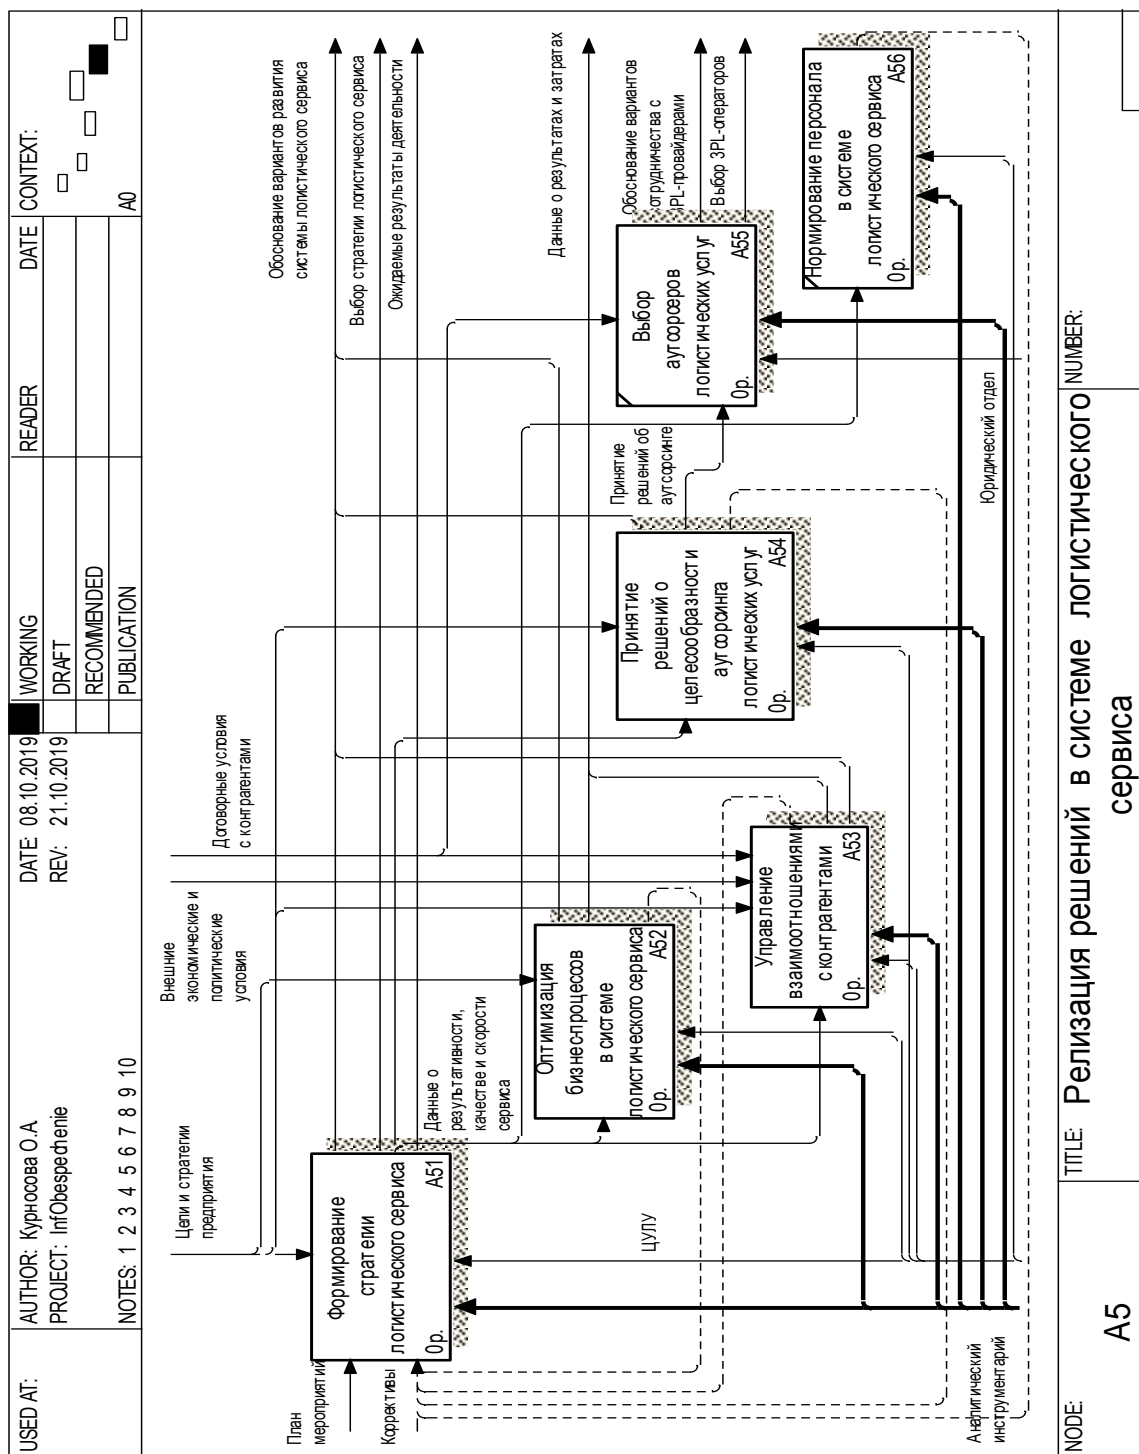 USED AT:
AUTHOR: Курносова О.А.
PROJECT: InfObespechenie
NOTES: 1 2 3 4 5 6 7 8 9 10
DATE: 08.10.2019
REV: 21.10.2019
WORKING
DRAFT
RECOMMENDED
PUBLICATION
READER
DATE
CONTEXT:
A0
Цели и стратегии
предприятия
Внешние
экономические и
политические
условия
Договорные условия
с контрагентами
План
мероприятий
Коррективы
Формирование
стратегии
логистического сервиса
0р.
A51
Данные о
результативности,
качестве и скорости
сервиса
Оптимизация
бизнес-процессов
в системе
логистического сервиса
0р.
A52
Управление
взаимоотношениями
с контрагентами
0р.
A53
Принятие
решений о
целесообразности
аутсорсинга
логистических услуг
0р.
A54
Принятие
решений об
аутсорсинге
Выбор
аутсорсеров
логистических услуг
0р.
A55
Нормирование персонала
в системе
логистического сервиса
0р.
A56
Обоснование вариантов развития
системы логистического сервиса
Выбор стратегии логистического сервиса
Ожидаемые результаты деятельности
Данные о результатах и затратах
Обоснование вариантов
сотрудничества с
3PL-провайдерами
Выбор 3PL-операторов
ЦУЛУ
Юридический отдел
Аналитический
инструментарий
NODE:
A5
TITLE:
Релизация решений в системе логистического
сервиса
NUMBER: